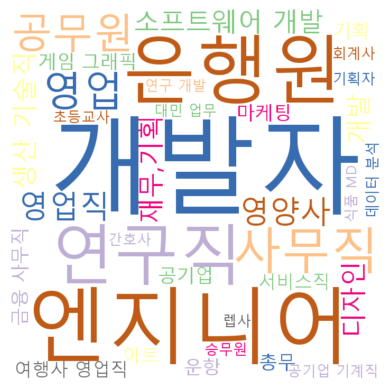 공무원
소프트웨어 개발
기획
은행원
회계사
게임 그래픽
영업
연구 개발
기획자
초등교사
대민 업무
마케팅
개발
생산 기술직
개발자
재무,기획
데이터 분석
식품 MD
영업직
영양사
연구직
간호사
사무직
금융 사무직
공기업
서비스직
디자인
엔지니어
렙사
마트
승무원
여행사 영업직
운항
총무
공기업 기계직